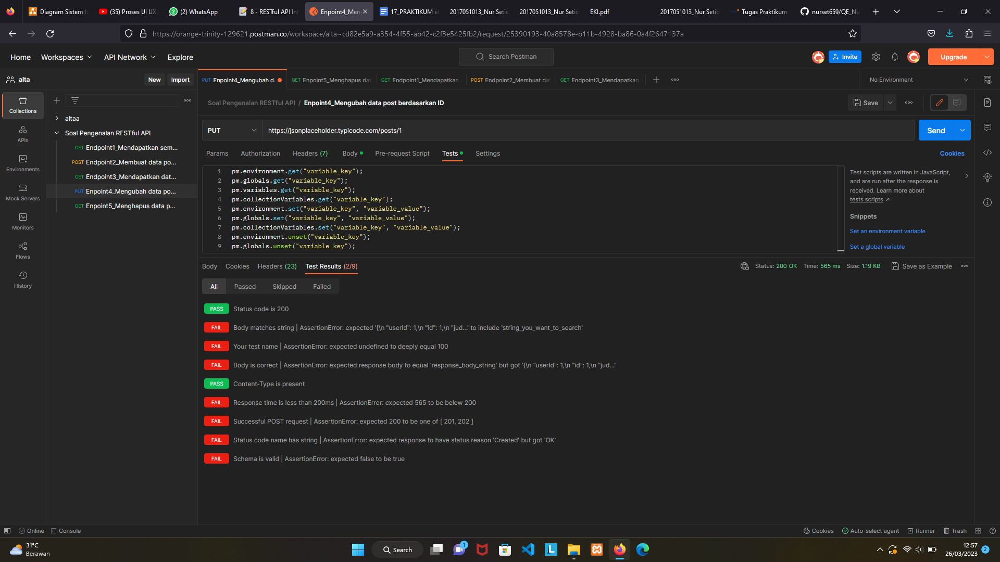 Diagram Sistem In
(35) Proses UI UX
(2) WhatsApp
8 - RESTful API Int
Enpoint4_Men
17_PRAKTIKUM ek
2017051013_Nur Setio
2017051013_Nur Setio
EKI.pdf
2017051013_Nur Setio
Tugas Praktikum
nurset659/QE_Nu
https://orange-trinity-129621.postman.co/workspace/alta~cd82e5a9-a354-4f55-ab42-c2f3e5425fb2/request/25390193-40a8578e-b11b-4928-ba86-0a4f2647137a
Home
Workspaces
API Network
Explore
Search Postman
Invite
Upgrade
alta
New
Import
PUT Enpoint4_Mengubah da
GET Enpoint5_Menghapus dat
GET Endpoint1_Mendapatkan
POST Endpoint2_Membuat dat
GET Endpoint3_Mendapatkan
No Environment
Collections
APIs
Environments
Mock Servers
Monitors
Flows
History
altaa
Soal Pengenalan RESTful API
GET Endpoint1_Mendapatkan sem...
POST Endpoint2_Membuat data po...
GET Endpoint3_Mendapatkan dat...
PUT Enpoint4_Mengubah data po...
GET Enpoint5_Menghapus data p...
Soal Pengenalan RESTful API / Enpoint4_Mengubah data post berdasarkan ID
Save
PUT
https://jsonplaceholder.typicode.com/posts/1
Send
Params
Authorization
Headers (7)
Body
Pre-request Script
Tests
Settings
Cookies
1 pm.environment.get("variable_key");
2 pm.globals.get("variable_key");
3 pm.variables.get("variable_key");
4 pm.collectionVariables.get("variable_key");
5 pm.environment.set("variable_key", "variable_value");
6 pm.globals.set("variable_key", "variable_value");
7 pm.collectionVariables.set("variable_key", "variable_value");
8 pm.environment.unset("variable_key");
9 pm.globals.unset("variable_key");
Test scripts are written in JavaScript,
and are run after the response is
received. Learn more about
tests scripts
Snippets
Set an environment variable
Set a global variable
Body
Cookies
Headers (23)
Test Results (2/9)
Status: 200 OK
Time: 565 ms
Size: 1.19 KB
Save as Example
All
Passed
Skipped
Failed
PASS Status code is 200
FAIL Body matches string | AssertionError: expected '{\n "userId": 1,\n "id": 1,\n "jud...' to include 'string_you_want_to_search'
FAIL Your test name | AssertionError: expected undefined to deeply equal 100
FAIL Body is correct | AssertionError: expected response body to equal 'response_body_string' but got '{\n "userId": 1,\n "id": 1,\n "jud...'
PASS Content-Type is present
FAIL Response time is less than 200ms | AssertionError: expected 565 to be below 200
FAIL Successful POST request | AssertionError: expected 200 to be one of [ 201, 202 ]
FAIL Status code name has string | AssertionError: expected response to have status reason 'Created' but got 'OK'
FAIL Schema is valid | AssertionError: expected false to be true
Online
Console
Cookies
Auto-select agent
Runner
Trash
31°C
Berawan
Search
1
L
12:57
26/03/2023
2